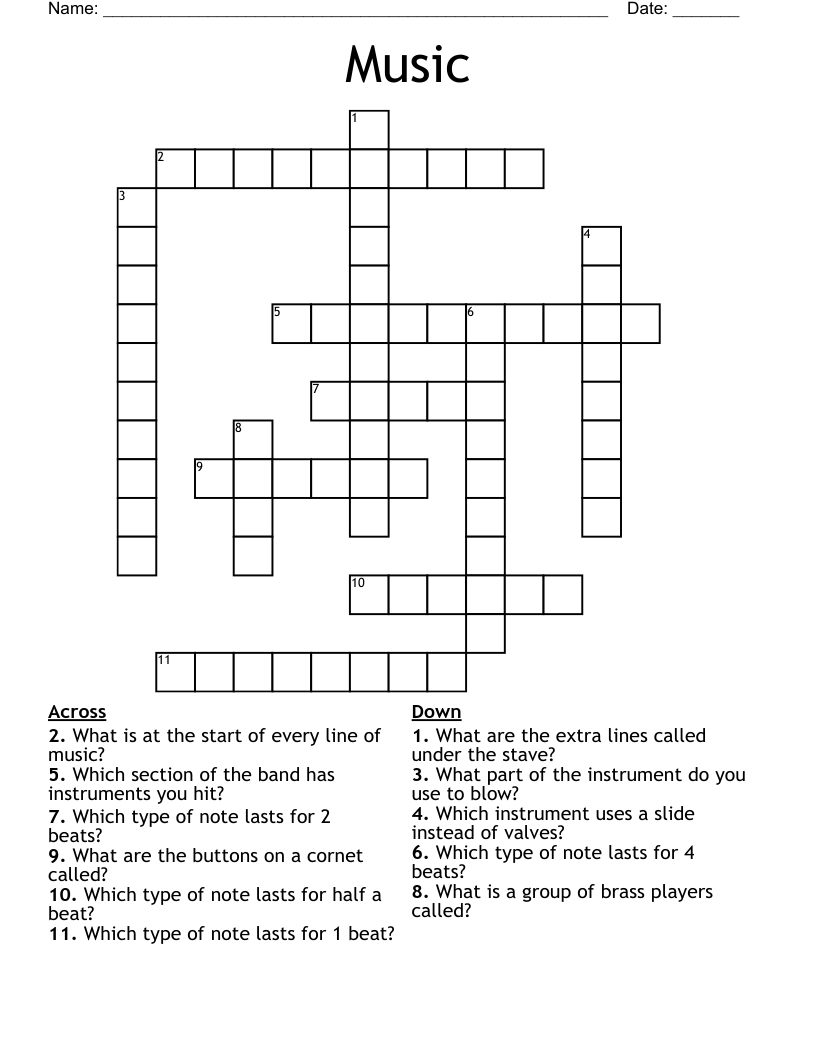 Name: _____________________________________________________ Date: _______
Music
1
2
3
4
5 6
7
8
9
10
11
Across
2. What is at the start of every line of
music?
5. Which section of the band has
instruments you hit?
7. Which type of note lasts for 2
beats?
9. What are the buttons on a cornet
called?
10. Which type of note lasts for half a
beat?
11. Which type of note lasts for 1 beat?
Down
1. What are the extra lines called
under the stave?
3. What part of the instrument do you
use to blow?
4. Which instrument uses a slide
instead of valves?
6. Which type of note lasts for 4
beats?
8. What is a group of brass players
called?